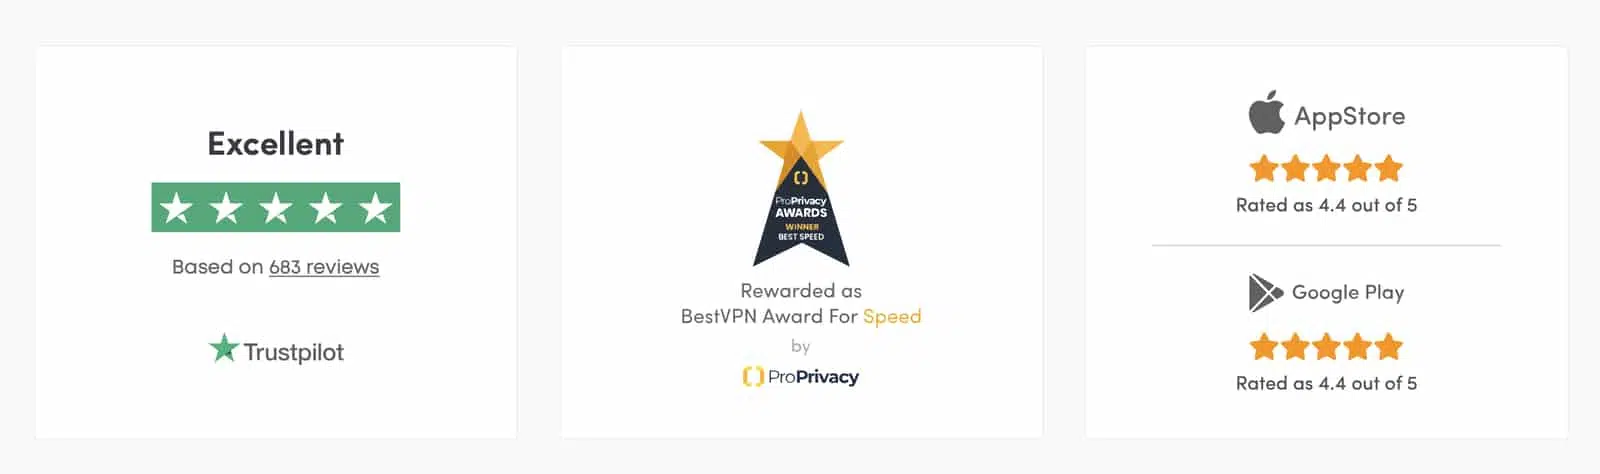 Excellent
Based on 683 reviews
Trustpilot
ProPrivacy
AWARDS
WINNER
BEST SPEED
Rewarded as
BestVPN Award For Speed
by
ProPrivacy
AppStore
Rated as 4.4 out of 5
Google Play
Rated as 4.4 out of 5